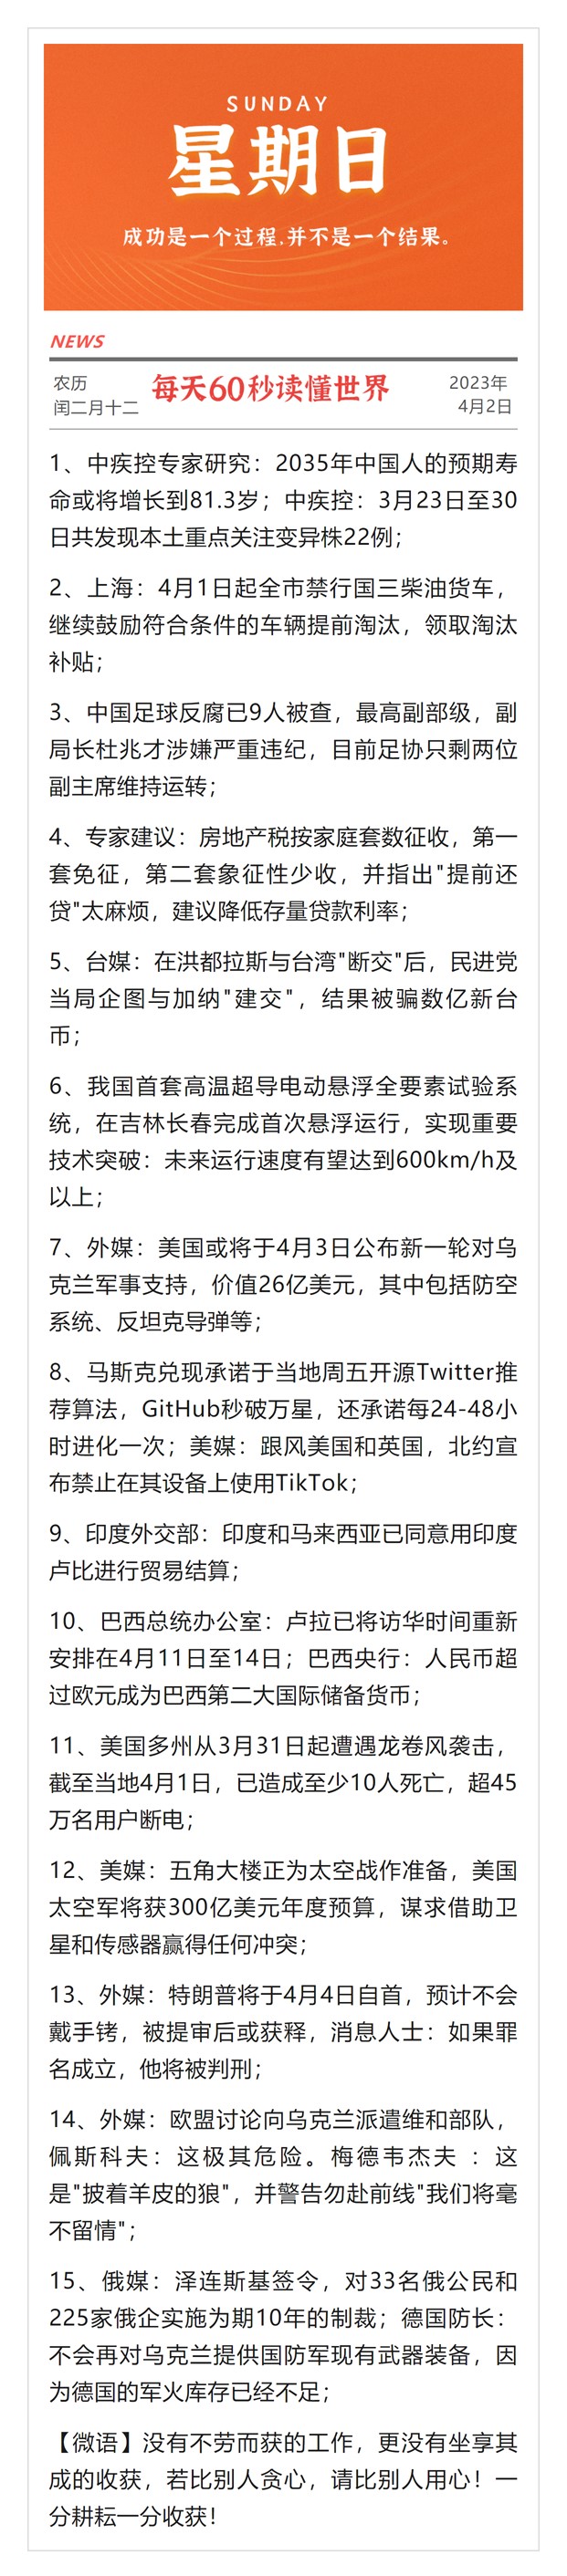 SUNDAY
星期日
成功是一个过程,并不是一个结果。
NEWS
农历
闰二月十二
每天60秒读懂世界
2023年
4月2日
1、中疾控专家研究：2035年中国人的预期寿
命或将增长到81.3岁；中疾控：3月23日至30
日共发现本土重点关注变异株22例；
2、上海：4月1日起全市禁行国三柴油货车，
继续鼓励符合条件的车辆提前淘汰，领取淘汰
补贴；
3、中国足球反腐已9人被查，最高副部级，副
局长杜兆才涉嫌严重违纪，目前足协只剩两位
副主席维持运转；
4、专家建议：房地产税按家庭套数征收，第一
套免征，第二套象征性少收，并指出"提前还
贷"太麻烦，建议降低存量贷款利率；
5、台媒：在洪都拉斯与台湾"断交"后，民进党
当局企图与加纳"建交"，结果被骗数亿新台
币；
6、我国首套高温超导电动悬浮全要素试验系
统，在吉林长春完成首次悬浮运行，实现重要
技术突破：未来运行速度有望达到600km/h及
以上；
7、外媒：美国或将于4月3日公布新一轮对乌
克兰军事支持，价值26亿美元，其中包括防空
系统、反坦克导弹等；
8、马斯克兑现承诺于当地周五开源Twitter推
荐算法，GitHub秒破万星，还承诺每24-48小
时进化一次；美媒：跟风美国和英国，北约宣
布禁止在其设备上使用TikTok；
9、印度外交部：印度和马来西亚已同意用印度
卢比进行贸易结算；
10、巴西总统办公室：卢拉已将访华时间重新
安排在4月11日至14日；巴西央行：人民币超
过欧元成为巴西第二大国际储备货币；
11、美国多州从3月31日起遭遇龙卷风袭击，
截至当地4月1日，已造成至少10人死亡，超45
万名用户断电；
12、美媒：五角大楼正为太空战作准备，美国
太空军将获300亿美元年度预算，谋求借助卫
星和传感器赢得任何冲突；
13、外媒：特朗普将于4月4日自首，预计不会
戴手铐，被提审后或获释，消息人士：如果罪
名成立，他将被判刑；
14、外媒：欧盟讨论向乌克兰派遣维和部队，
佩斯科夫：这极其危险。梅德韦杰夫 ：这
是"披着羊皮的狼"，并警告勿赴前线"我们将毫
不留情"；
15、俄媒：泽连斯基签令，对33名俄公民和
225家俄企实施为期10年的制裁；德国防长：
不会再对乌克兰提供国防军现有武器装备，因
为德国的军火库存已经不足；
【微语】没有不劳而获的工作，更没有坐享其
成的收获，若比别人贪心，请比别人用心！一
分耕耘一分收获！